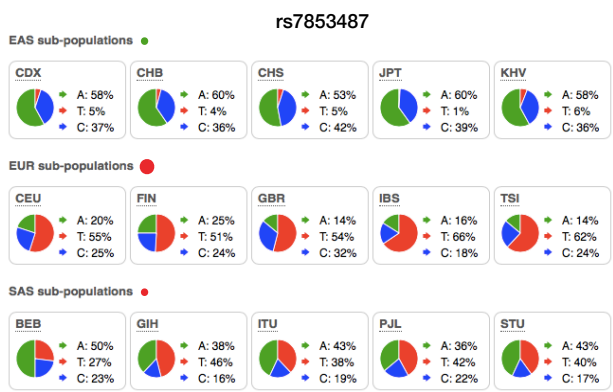 rs7853487
EAS sub-populations
CDX CHB CHS JPT KHV
A: 58% A: 60% A: 53% A: 60% A: 58%
T: 5% T: 4% T: 5% T: 1% T: 6%
C: 37% C: 36% C: 42% C: 39% C: 36%
EUR sub-populations
CEU FIN GBR IBS TSI
A: 20% A: 25% A: 14% A: 16% A: 14%
T: 55% T: 51% T: 54% T: 66% T: 62%
C: 25% C: 24% C: 32% C: 18% C: 24%
SAS sub-populations
BEB GIH ITU PJL STU
A: 50% A: 38% A: 43% A: 36% A: 43%
T: 27% T: 46% T: 38% T: 42% T: 40%
C: 23% C: 16% C: 19% C: 22% C: 17%